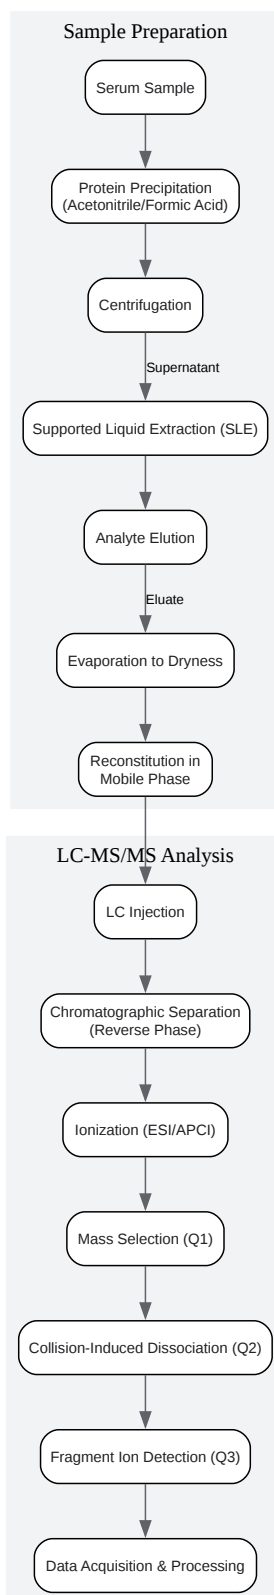 Sample Preparation
Serum Sample
Protein Precipitation
(Acetonitrile/Formic Acid)
Centrifugation
Supernatant
Supported Liquid Extraction (SLE)
Analyte Elution
Eluate
Evaporation to Dryness
Reconstitution in
Mobile Phase
LC-MS/MS Analysis
LC Injection
Chromatographic Separation
(Reverse Phase)
Ionization (ESI/APCI)
Mass Selection (Q1)
Collision-Induced Dissociation (Q2)
Fragment Ion Detection (Q3)
Data Acquisition & Processing